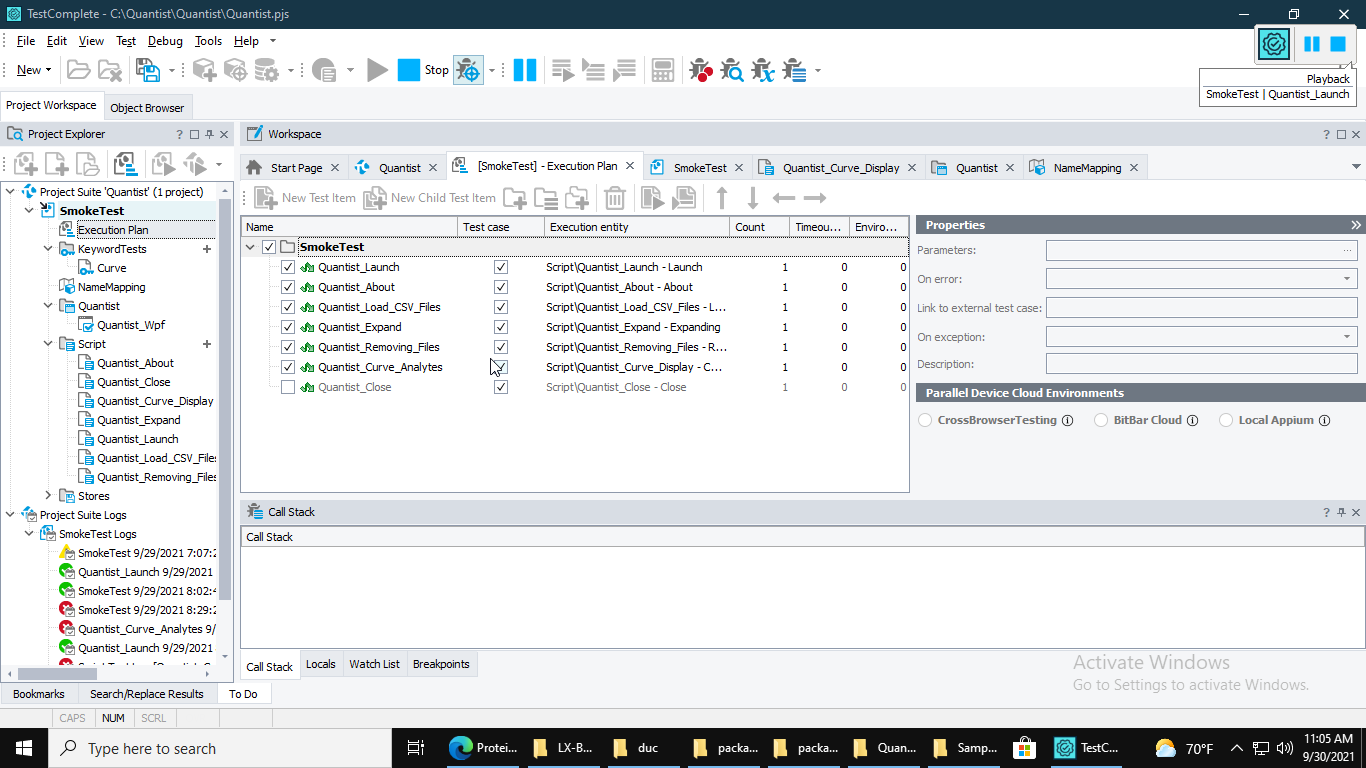 TestComplete - C:\Quantist\Quantist\Quantist.pjs
File Edit View Test Debug Tools Help
New Stop
Playback
SmokeTest | Quantist_Launch
Project Workspace Object Browser
Project Explorer ? Workspace ?
Start Page Quantist [SmokeTest] - Execution Plan SmokeTest Quantist_Curve_Display Quantist NameMapping
New Test Item New Child Test Item
Project Suite 'Quantist' (1 project)
SmokeTest
Execution Plan
KeywordTests
Curve
NameMapping
Quantist
Quantist_Wpf
Script
Quantist_About
Quantist_Close
Quantist_Curve_Display
Quantist_Expand
Quantist_Launch
Quantist_Load_CSV_Files
Quantist_Removing_Files
Stores
Project Suite Logs
SmokeTest Logs
SmokeTest 9/29/2021 7:07:2
Quantist_Launch 9/29/2021
SmokeTest 9/29/2021 8:02:4
SmokeTest 9/29/2021 8:29:2
Quantist_Curve_Analytes 9/
Quantist_Launch 9/29/2021
Name Test case Execution entity Count Timeou... Enviro...
SmokeTest
Quantist_Launch Script\Quantist_Launch - Launch 1 0 0
Quantist_About Script\Quantist_About - About 1 0 0
Quantist_Load_CSV_Files Script\Quantist_Load_CSV_Files - L... 1 0 0
Quantist_Expand Script\Quantist_Expand - Expanding 1 0 0
Quantist_Removing_Files Script\Quantist_Removing_Files - R... 1 0 0
Quantist_Curve_Analytes Script\Quantist_Curve_Display - C... 1 0 0
Quantist_Close Script\Quantist_Close - Close 1 0 0
Properties
Parameters:
On error:
Link to external test case:
On exception:
Description:
Parallel Device Cloud Environments
CrossBrowserTesting BitBar Cloud Local Appium
Call Stack ?
Call Stack
Call Stack Locals Watch List Breakpoints
Activate Windows
Go to Settings to activate Windows.
Bookmarks Search/Replace Results To Do
CAPS NUM SCRL
Type here to search
Protei... LX-B... duc packa... packa... Quan... Samp... TestC... 70°F
11:05 AM
9/30/2021